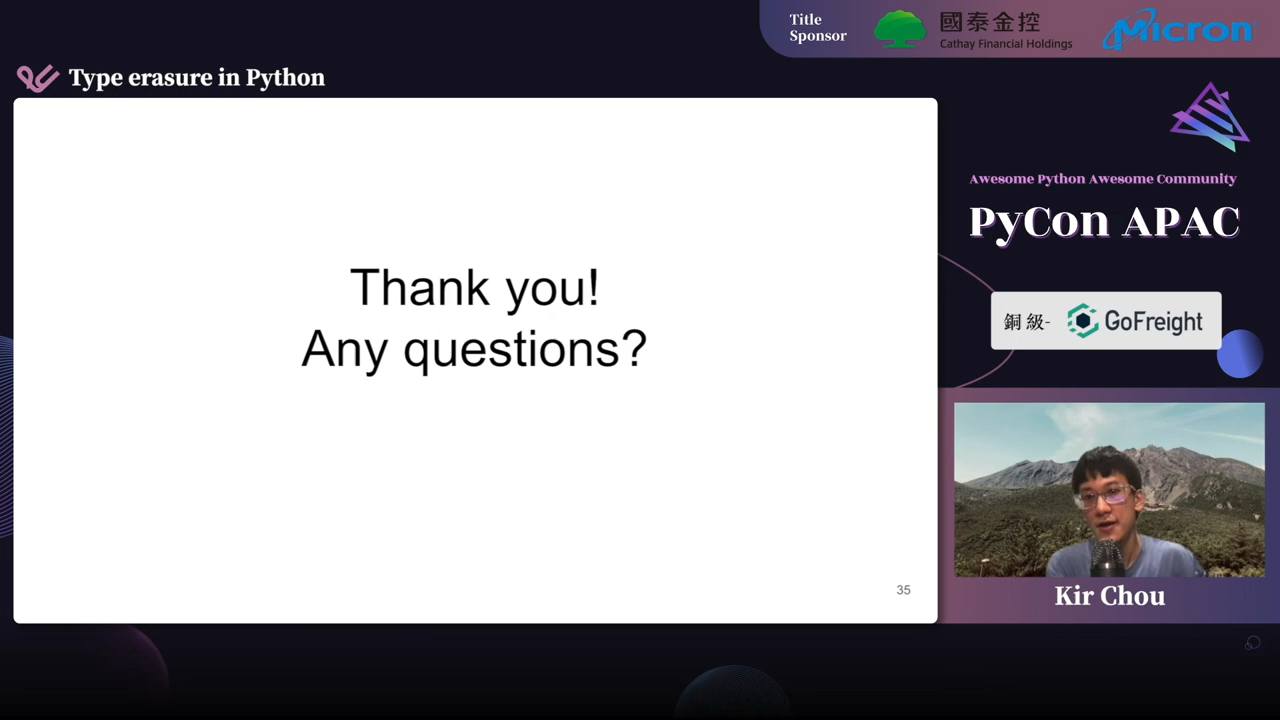 Title
Sponsor
國泰金控
Cathay Financial Holdings
Micron
Type erasure in Python
Thank you!
Any questions?
35
Awesome Python Awesome Community
PyCon APAC
銅級-
GoFreight
Kir Chou